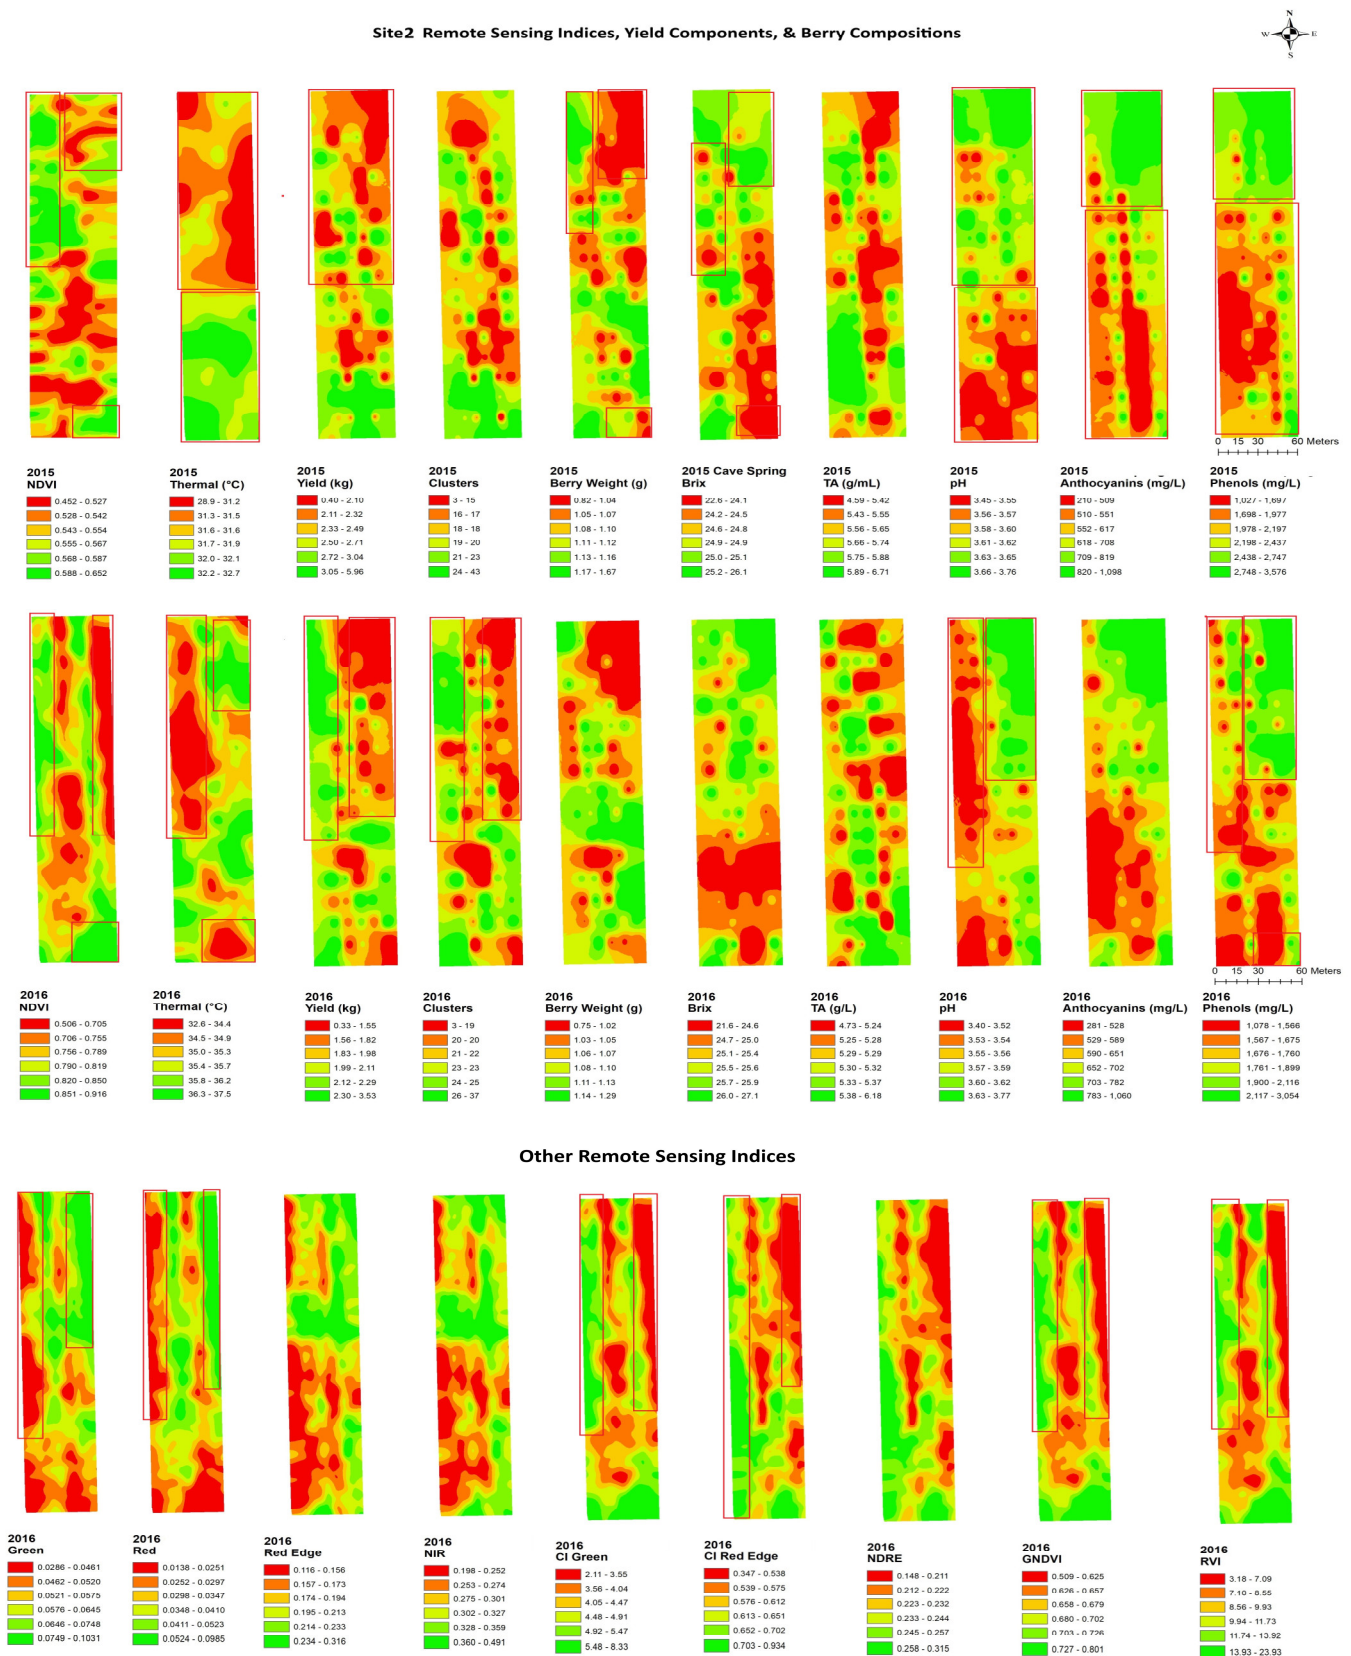 Site2 Remote Sensing Indices, Yield Components, & Berry Compositions
N
W E
S
0 15 30 60 Meters
2015
NDVI
0.452 - 0.527
0.528 - 0.542
0.543 - 0.554
0.555 - 0.567
0.568 - 0.587
0.588 - 0.652
2015
Thermal (°C)
28.9 - 31.2
31.3 - 31.5
31.6 - 31.6
31.7 - 31.9
32.0 - 32.1
32.2 - 32.7
2015
Yield (kg)
0.40 - 2.10
2.11 - 2.32
2.33 - 2.49
2.50 - 2.71
2.72 - 3.04
3.05 - 5.96
2015
Clusters
3 - 15
16 - 17
18 - 18
19 - 20
21 - 23
24 - 43
2015
Berry Weight (g)
0.82 - 1.04
1.05 - 1.07
1.08 - 1.10
1.11 - 1.12
1.13 - 1.16
1.17 - 1.67
2015 Cave Spring
Brix
22.6 - 24.1
24.2 - 24.5
24.6 - 24.8
24.9 - 24.9
25.0 - 25.1
25.2 - 26.1
2015
TA (g/mL)
4.59 - 5.42
5.43 - 5.55
5.56 - 5.65
5.66 - 5.74
5.75 - 5.88
5.89 - 6.71
2015
pH
3.45 - 3.55
3.56 - 3.57
3.58 - 3.60
3.61 - 3.62
3.63 - 3.65
3.66 - 3.76
2015
Anthocyanins (mg/L)
210 - 509
510 - 551
552 - 617
618 - 708
709 - 819
820 - 1,098
2015
Phenols (mg/L)
1,027 - 1,697
1,698 - 1,977
1,978 - 2,197
2,198 - 2,437
2,438 - 2,747
2,748 - 3,576
0 15 30 60 Meters
2016
NDVI
0.506 - 0.705
0.706 - 0.755
0.756 - 0.789
0.790 - 0.819
0.820 - 0.850
0.851 - 0.916
2016
Thermal (°C)
32.6 - 34.4
34.5 - 34.9
35.0 - 35.3
35.4 - 35.7
35.8 - 36.2
36.3 - 37.5
2016
Yield (kg)
0.33 - 1.55
1.56 - 1.82
1.83 - 1.98
1.99 - 2.11
2.12 - 2.29
2.30 - 3.53
2016
Clusters
3 - 19
20 - 20
21 - 22
23 - 23
24 - 25
26 - 37
2016
Berry Weight (g)
0.75 - 1.02
1.03 - 1.05
1.06 - 1.07
1.08 - 1.10
1.11 - 1.13
1.14 - 1.29
2016
Brix
21.6 - 24.6
24.7 - 25.0
25.1 - 25.4
25.5 - 25.6
25.7 - 25.9
26.0 - 27.1
2016
TA (g/L)
4.73 - 5.24
5.25 - 5.28
5.29 - 5.29
5.30 - 5.32
5.33 - 5.37
5.38 - 6.18
2016
pH
3.40 - 3.52
3.53 - 3.54
3.55 - 3.56
3.57 - 3.59
3.60 - 3.62
3.63 - 3.77
2016
Anthocyanins (mg/L)
281 - 528
529 - 589
590 - 651
652 - 702
703 - 782
783 - 1,060
2016
Phenols (mg/L)
1,078 - 1,566
1,567 - 1,675
1,676 - 1,760
1,761 - 1,899
1,900 - 2,116
2,117 - 3,054
Other Remote Sensing Indices
2016
Green
0.0286 - 0.0461
0.0462 - 0.0520
0.0521 - 0.0575
0.0576 - 0.0645
0.0646 - 0.0748
0.0749 - 0.1031
2016
Red
0.0138 - 0.0251
0.0252 - 0.0297
0.0298 - 0.0347
0.0348 - 0.0410
0.0411 - 0.0523
0.0524 - 0.0985
2016
Red Edge
0.116 - 0.156
0.157 - 0.173
0.174 - 0.194
0.195 - 0.213
0.214 - 0.233
0.234 - 0.316
2016
NIR
0.198 - 0.252
0.253 - 0.274
0.275 - 0.301
0.302 - 0.327
0.328 - 0.359
0.360 - 0.491
2016
CI Green
2.11 - 3.55
3.56 - 4.04
4.05 - 4.47
4.48 - 4.91
4.92 - 5.47
5.48 - 8.33
2016
CI Red Edge
0.347 - 0.538
0.539 - 0.575
0.576 - 0.612
0.613 - 0.651
0.652 - 0.702
0.703 - 0.934
2016
NDRE
0.148 - 0.211
0.212 - 0.222
0.223 - 0.232
0.233 - 0.244
0.245 - 0.257
0.258 - 0.315
2016
GNDVI
0.509 - 0.625
0.626 - 0.657
0.658 - 0.679
0.680 - 0.702
0.703 - 0.726
0.727 - 0.801
2016
RVI
3.18 - 7.09
7.10 - 8.55
8.56 - 9.93
9.94 - 11.73
11.74 - 13.92
13.93 - 23.93